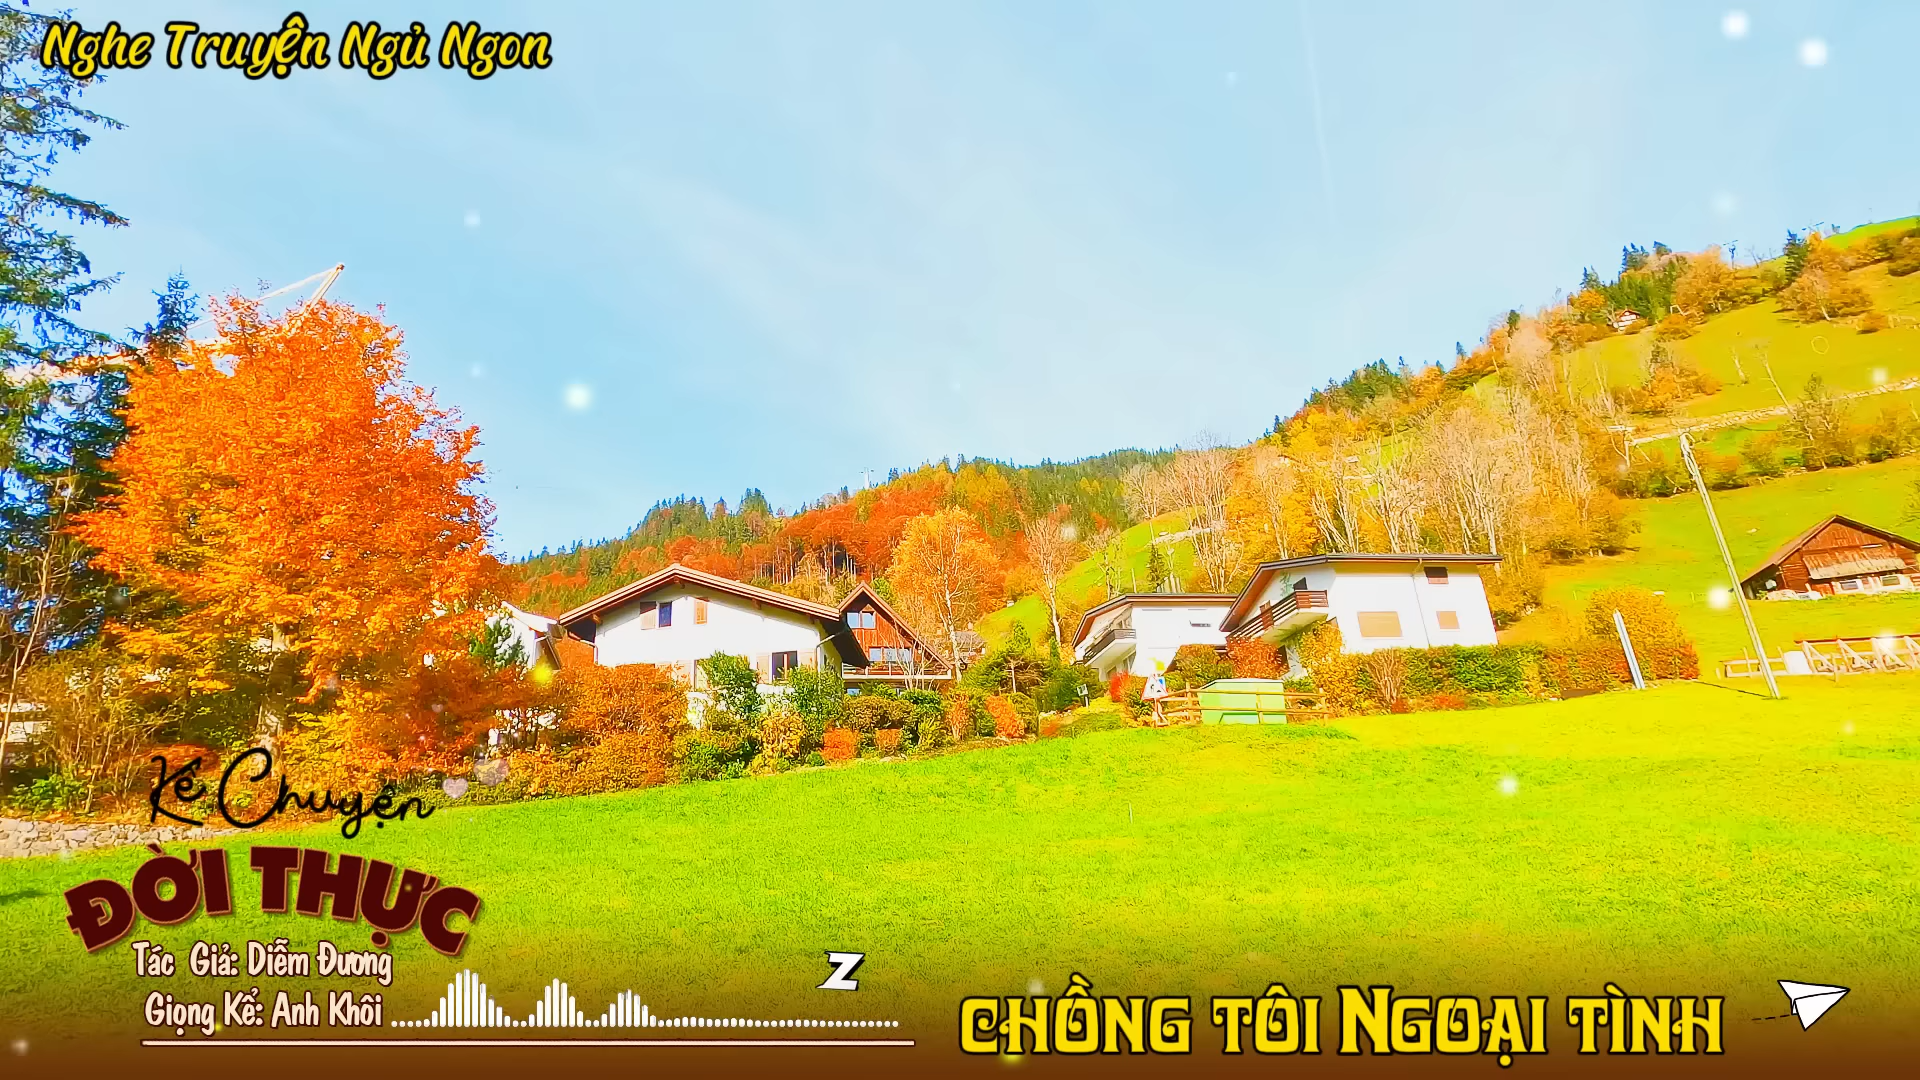 Nghe Truyện Ngủ Ngon
Kể Chuyện
ĐỜI THỰC
Tác Giả: Diễm Đương
Giọng Kể: Anh Khôi
Z
CHỒNG TÔI NGOẠI TÌNH